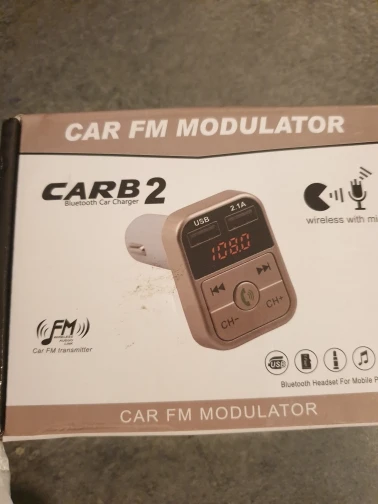 CAR FM MODULATOR
CARB2
Bluetooth Car Charger
USB
2.1A
108.0
CH-
CH+
wireless with mi
FM
Car FM transmitter
USB
Bluetooth Headset For Mobile P
CAR FM MODULATOR